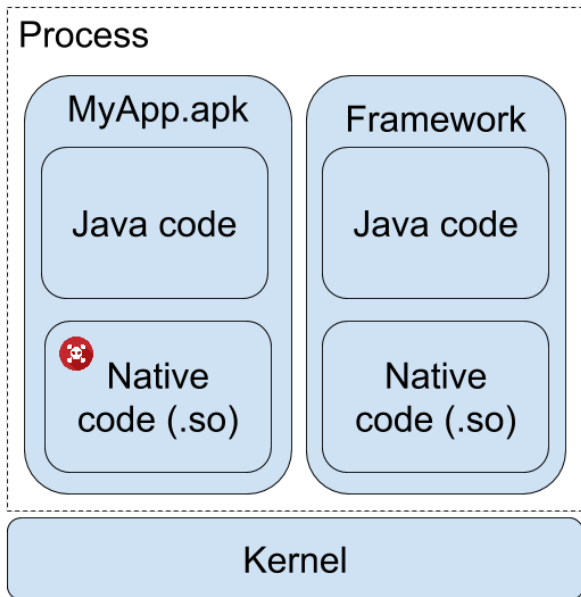 Process
MyApp.apk
Framework
Java code
Java code
Native
code (.so)
Native
code (.so)
Kernel